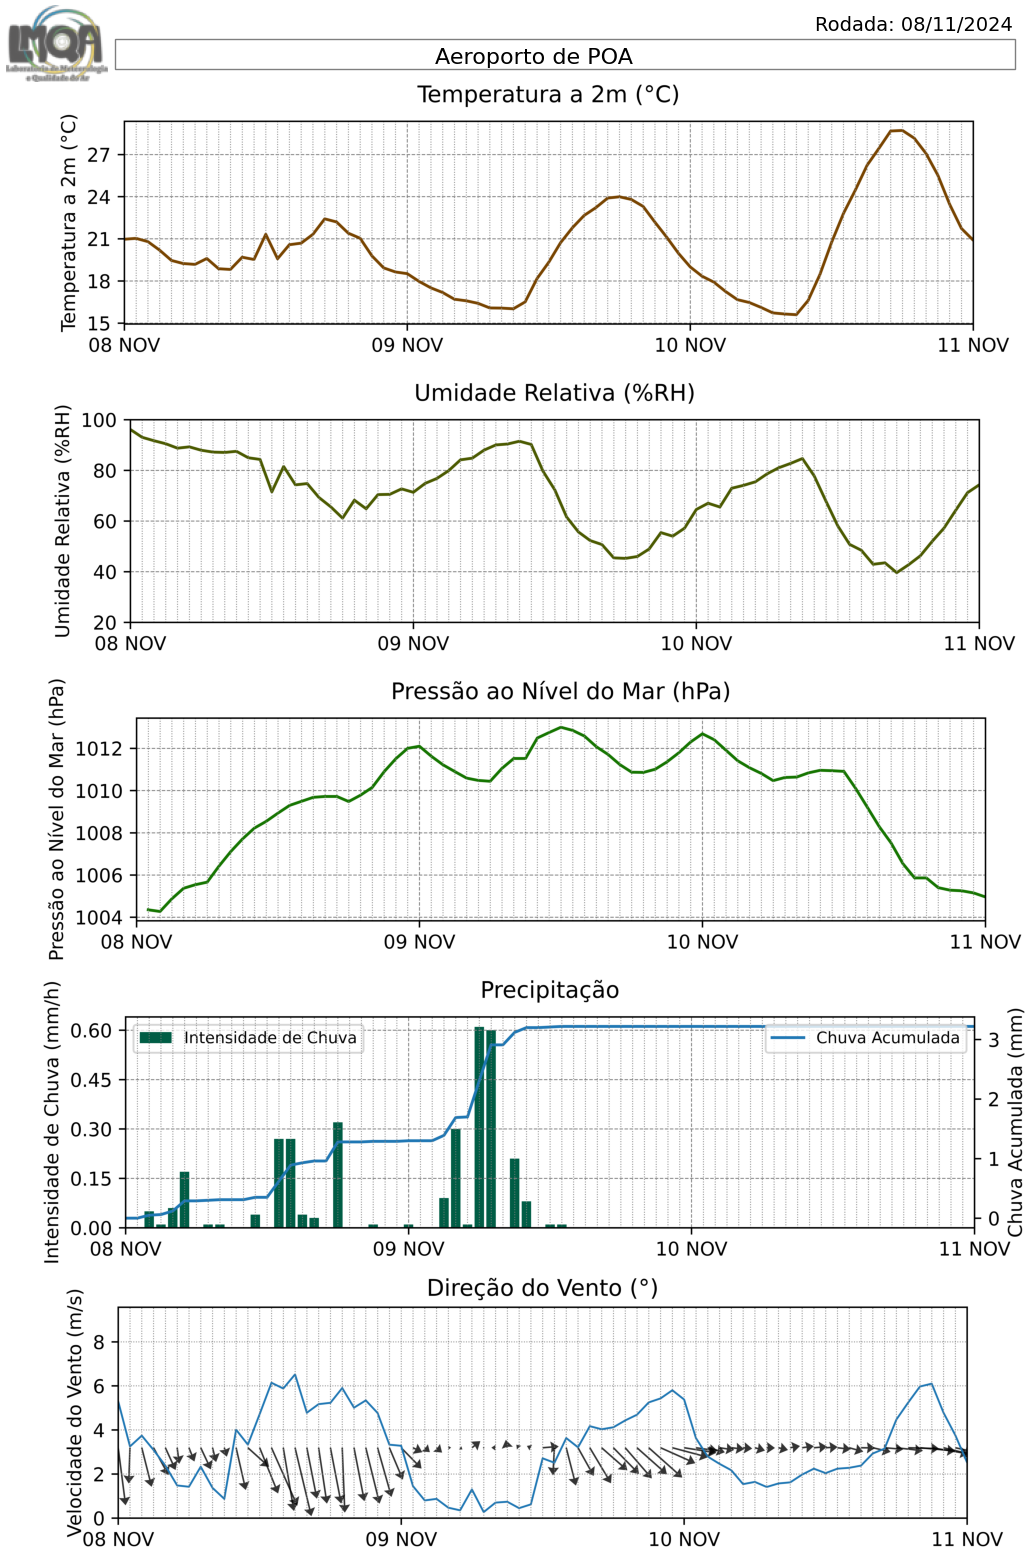 LMQA
Laboratório de Meteorologia
e Qualidade do Ar
Rodada: 08/11/2024
Aeroporto de POA
Temperatura a 2m (°C)
Temperatura a 2m (°C)
27
24
21
18
15
08 NOV 09 NOV 10 NOV 11 NOV
Umidade Relativa (%RH)
Umidade Relativa (%RH)
100
80
60
40
20
08 NOV 09 NOV 10 NOV 11 NOV
Pressão ao Nível do Mar (hPa)
Pressão ao Nível do Mar (hPa)
1012
1010
1008
1006
1004
08 NOV 09 NOV 10 NOV 11 NOV
Precipitação
Intensidade de Chuva (mm/h)
0.60
0.45
0.30
0.15
0.00
Intensidade de Chuva
Chuva Acumulada
3
2
1
0
Chuva Acumulada (mm)
08 NOV 09 NOV 10 NOV 11 NOV
Direção do Vento (°)
Velocidade do Vento (m/s)
8
6
4
2
0
08 NOV 09 NOV 10 NOV 11 NOV